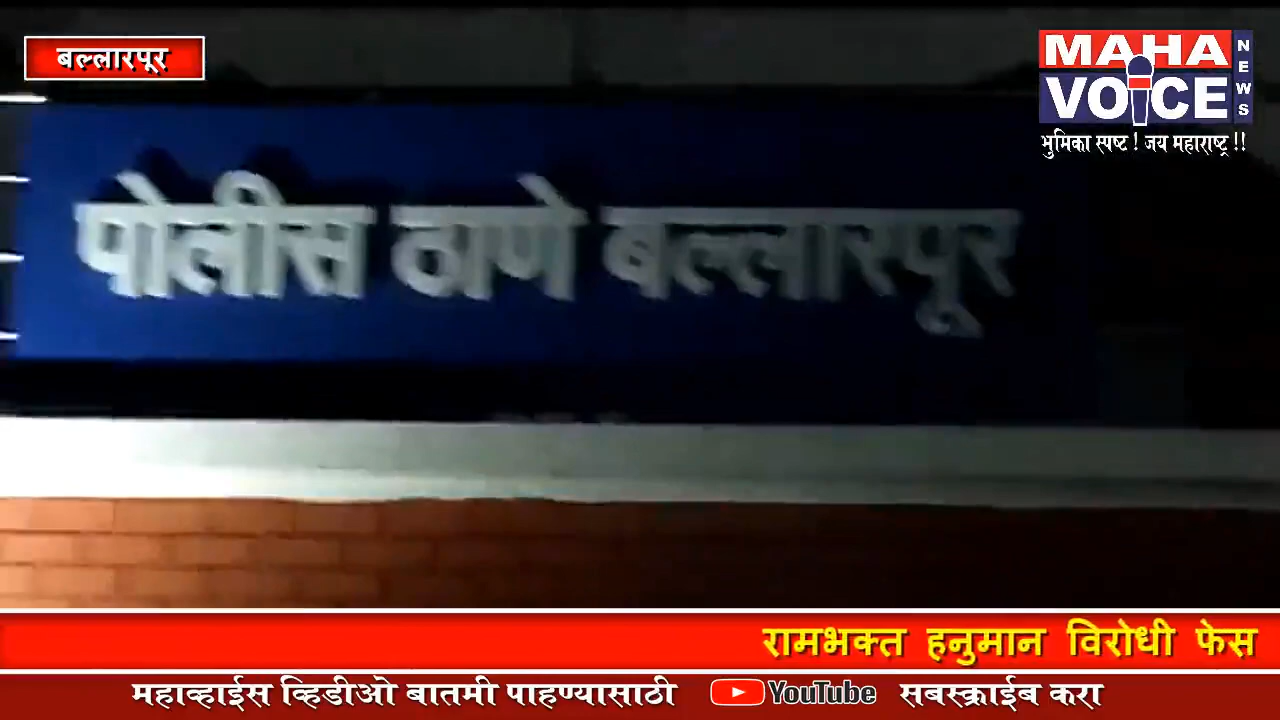 बल्लारपूर
MAHA
VOICE
NEWS
भुमिका स्पष्ट ! जय महाराष्ट्र !!
पोलीस ठाणे बल्लारपूर
रामभक्त हनुमान विरोधी फेस
महाव्हाईस व्हिडीओ बातमी पाहण्यासाठी YouTube सबस्क्राईब करा